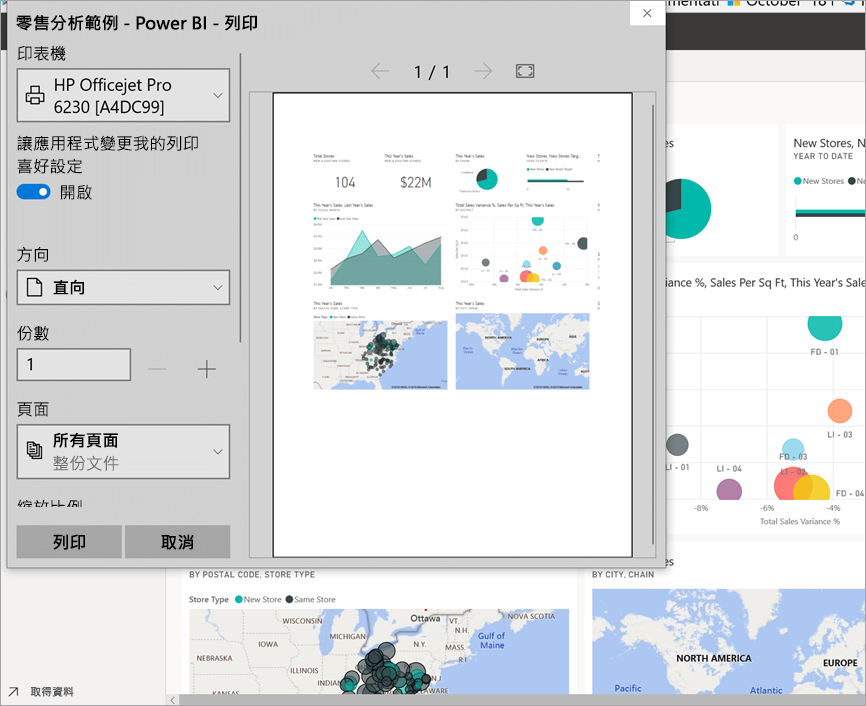 零售分析範例 - Power BI - 列印
印表機
HP Officejet Pro
6230 [A4DC99]
讓應用程式變更我的列印
喜好設定
開啟
方向
直向
份數
1
頁面
所有頁面
整份文件
縮放比例
列印
取消
1 / 1
Total Stores
This Year's Sales
This Year's Sales
New Stores, New Stores Targ...
104
$22M
This Year's Sales, Last Year's Sales
Total Sales Variance %, Sales Per Sq Ft, This Year's Sales
This Year's Sales
This Year's Sales
October
New Stores, N
YEAR TO DATE
New Stores
0
iance %, Sales Per Sq Ft, This Year's Sale
FD - 01
LI - 03
LI - 01
FD - 03
LI - 02
LI - 04
FD - 04
-8%
-6%
-4%
Total Sales Variance %
BY POSTAL CODE, STORE TYPE
Store Type
New Store
Same Store
WISCONSIN
MICHIGAN
Ottawa
VT.
N.H.
NOVA SCOTIA
Gulf of
Maine
IOWA
N.Y.
MASS
R.I.
NEBRASKA
ILLINOIS
INDIAN
KANSAS
N.J.
LAWARE
es
BY CITY, CHAIN
NORTH AMERICA
EUROPE
Pacific
Atlantic
取得資料